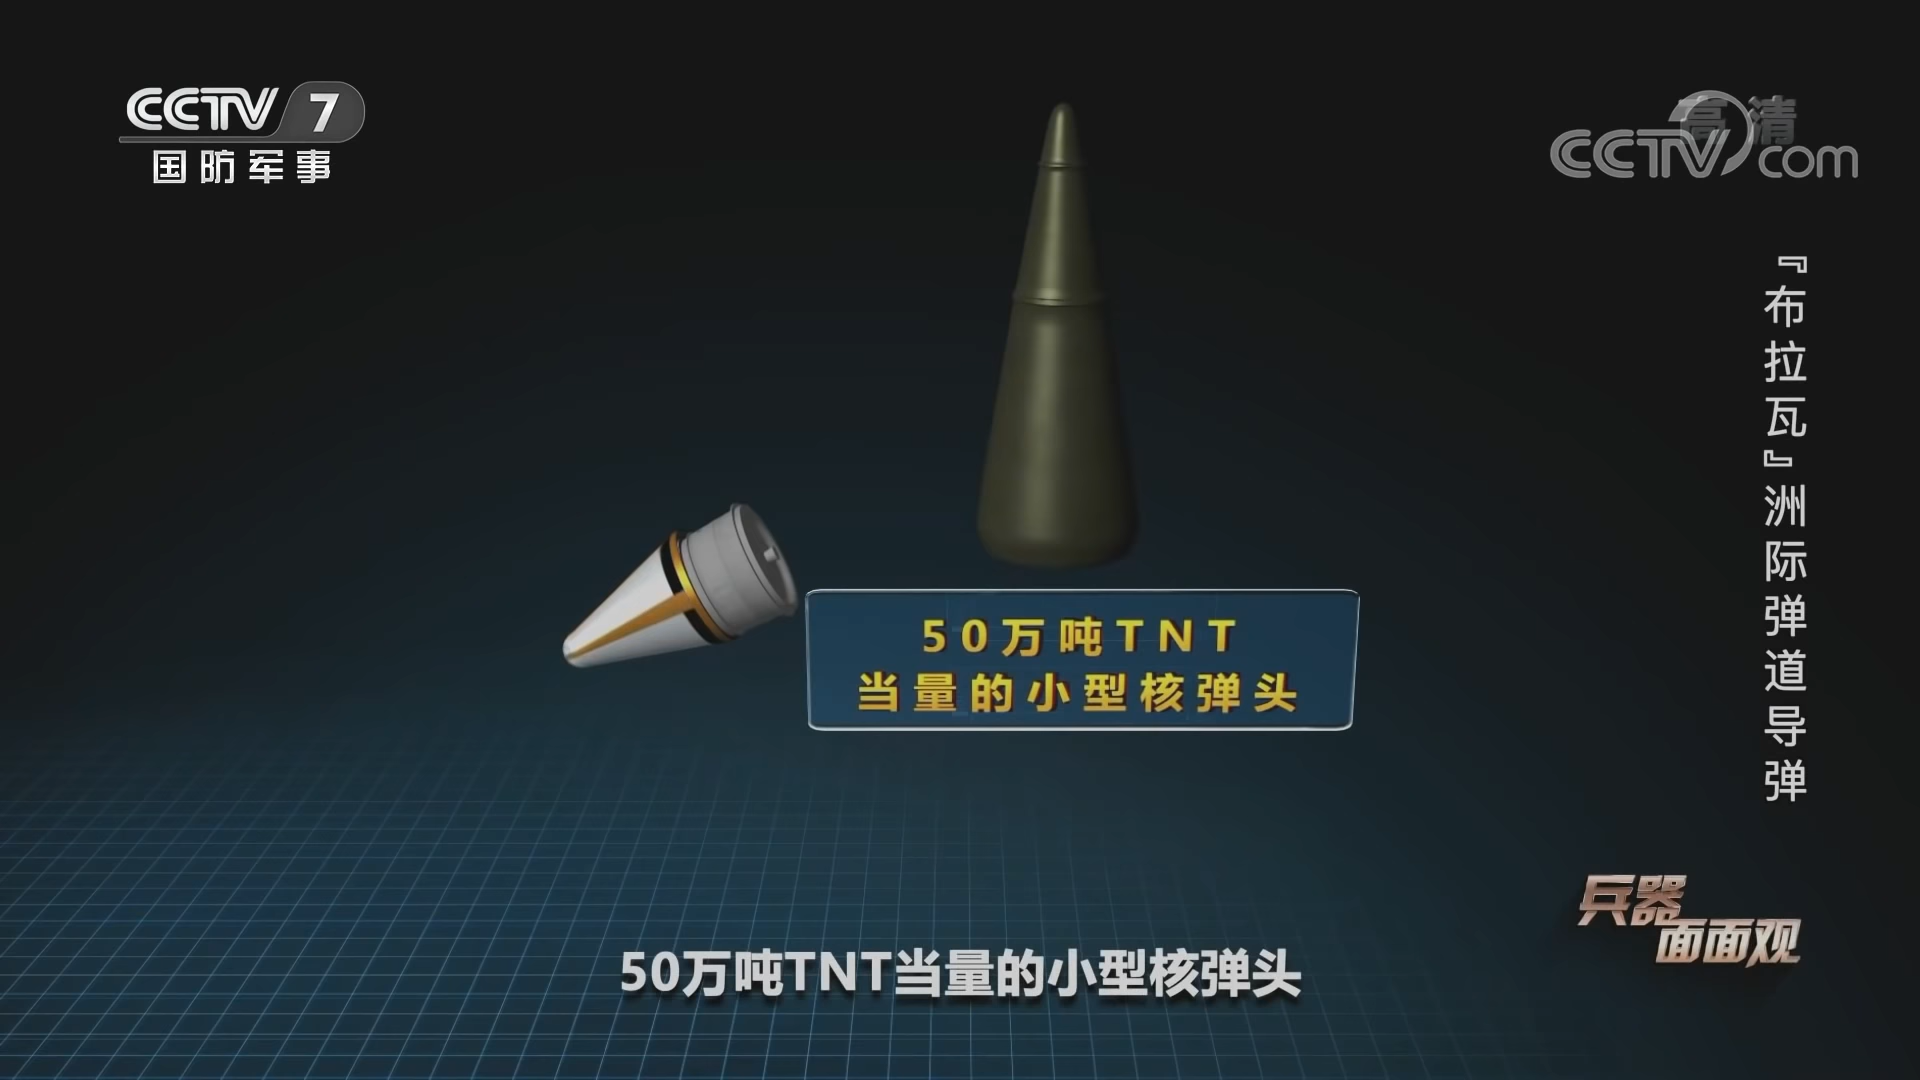 CCTV 7
国防军事
高清
CCTV com
『布拉瓦』洲际弹道导弹
50万吨TNT
当量的小型核弹头
兵器
面面观
50万吨TNT当量的小型核弹头